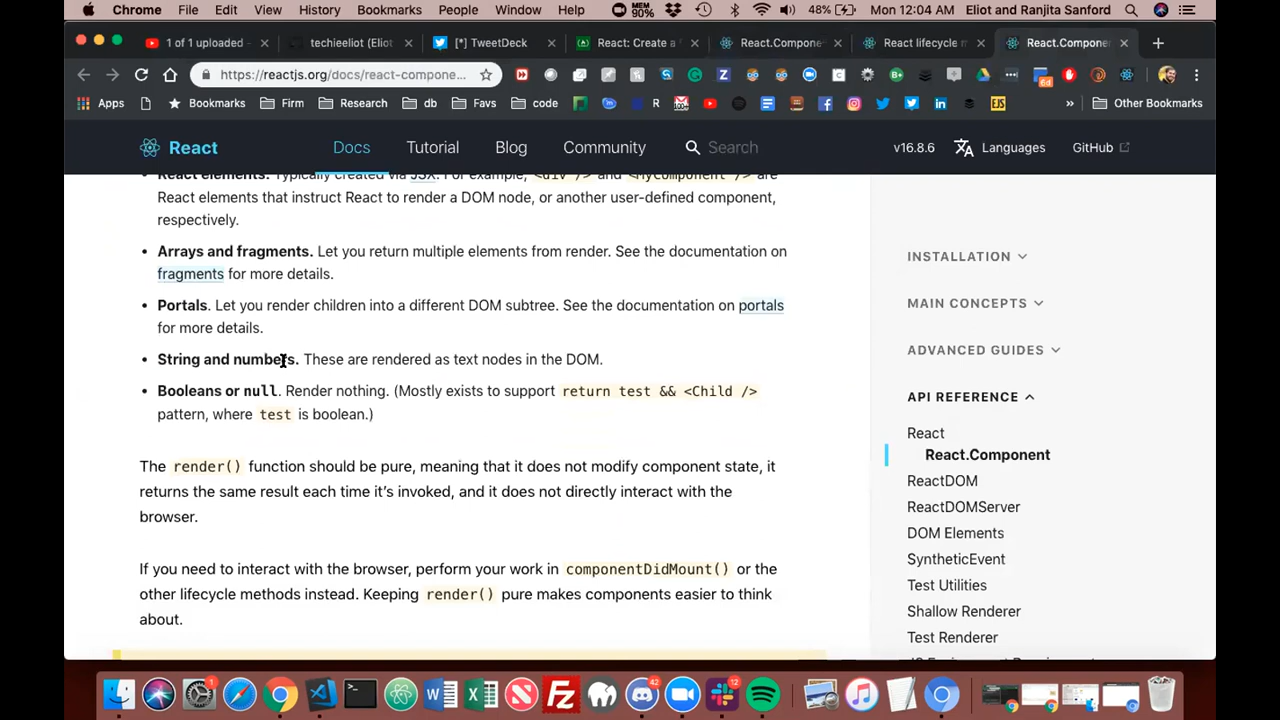 Chrome File Edit View History Bookmarks People Window Help MEM 90% 48% Mon 12:04 AM Eliot and Ranjita Sanford
1 of 1 uploaded - techieeliot (Eliot [*] TweetDeck React: Create a React.Compone React lifecycle m React.Componen
https://reactjs.org/docs/react-compone... 6d
Apps Bookmarks Firm Research db Favs code R 100+ EJS » Other Bookmarks
React Docs Tutorial Blog Community Search v16.8.6 Languages GitHub
• React elements. Typically created via JSX. For example, <div /> and <MyComponent /> are
React elements that instruct React to render a DOM node, or another user-defined component,
respectively.
• Arrays and fragments. Let you return multiple elements from render. See the documentation on
fragments for more details.
• Portals. Let you render children into a different DOM subtree. See the documentation on portals
for more details.
• String and numbers. These are rendered as text nodes in the DOM.
• Booleans or null. Render nothing. (Mostly exists to support return test && <Child />
pattern, where test is boolean.)
The render() function should be pure, meaning that it does not modify component state, it
returns the same result each time it's invoked, and it does not directly interact with the
browser.
If you need to interact with the browser, perform your work in componentDidMount() or the
other lifecycle methods instead. Keeping render() pure makes components easier to think
about.
INSTALLATION
MAIN CONCEPTS
ADVANCED GUIDES
API REFERENCE
React
React.Component
ReactDOM
ReactDOMServer
DOM Elements
SyntheticEvent
Test Utilities
Shallow Renderer
Test Renderer
JS Environment Requirements
1 42 12